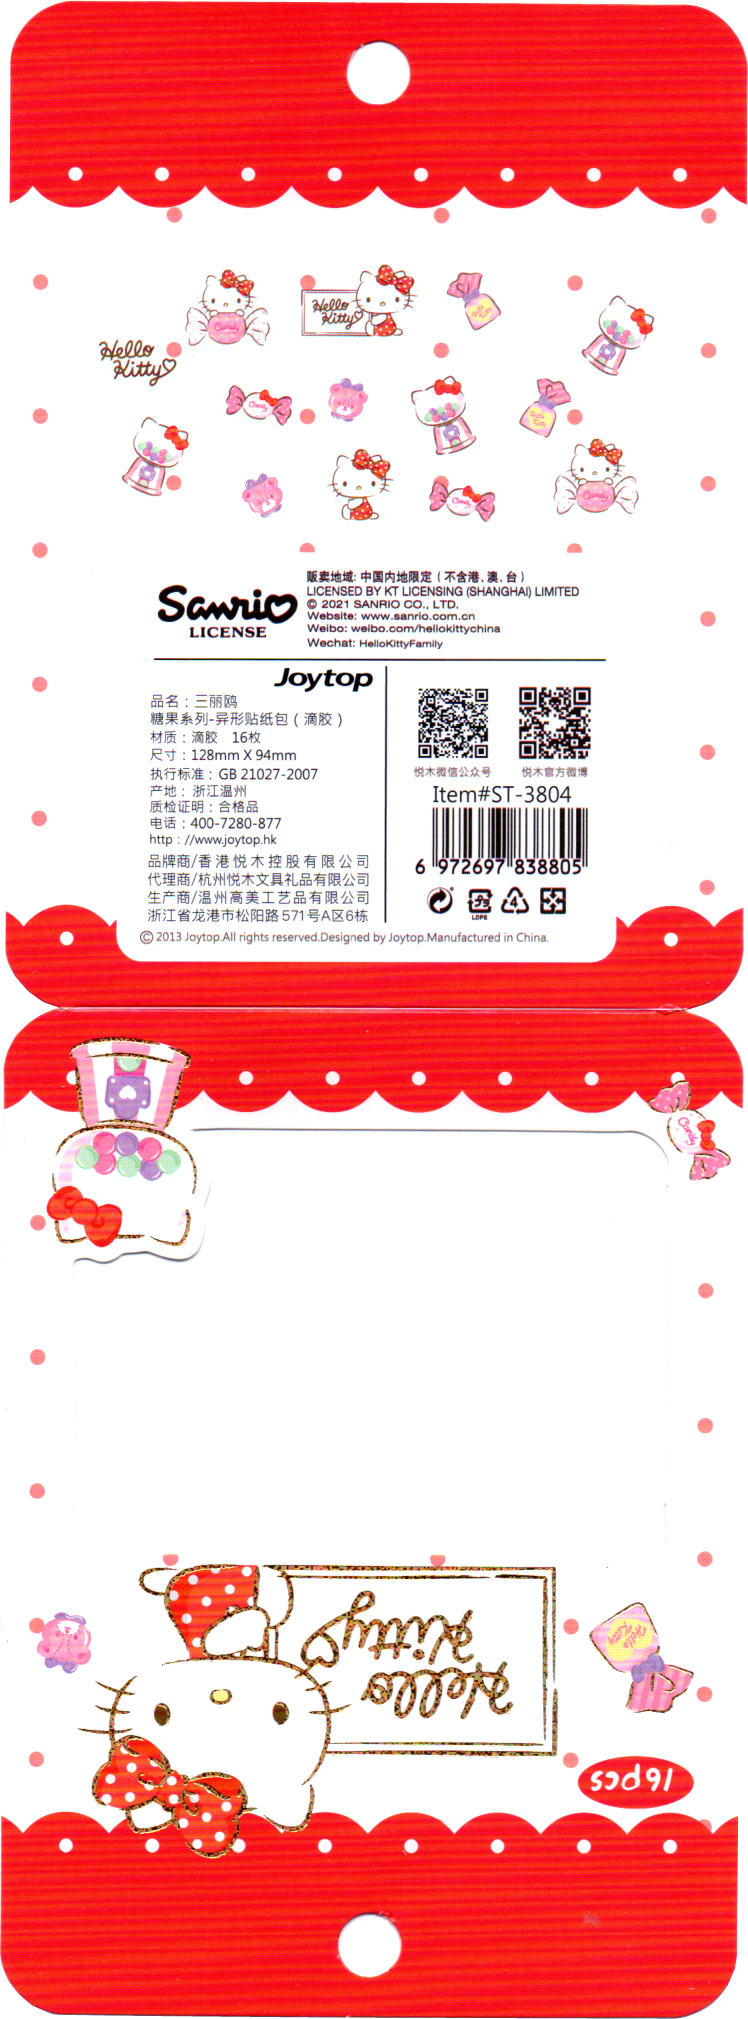 Candy
Hello
Kitty
Hello
Kitty
Hello
Kitty
Candy
Hello
Kitty
Candy
Candy
Sanrio
LICENSE
贩卖地域: 中国内地限定 ( 不含港、澳、台 )
LICENSED BY KT LICENSING (SHANGHAI) LIMITED
© 2021 SANRIO CO., LTD.
Website: www.sanrio.com.cn
Weibo: weibo.com/hellokittychina
Wechat: HelloKittyFamily
Joytop
品名：三丽鸥
糖果系列-异形贴纸包 ( 滴胶 )
材质：滴胶 16枚
尺寸：128mm X 94mm
执行标准：GB 21027-2007
产地：浙江温州
质检证明：合格品
电话：400-7280-877
http : //www.joytop.hk
品牌商/香港悦木控股有限公司
代理商/杭州悦木文具礼品有限公司
生产商/温州高美工艺品有限公司
浙江省龙港市松阳路571号A区6栋
悦木微信公众号
悦木官方微博
Item#ST-3804
6 972697 838805
LDPE
4
© 2013 Joytop.All rights reserved.Designed by Joytop.Manufactured in China.
Candy
Hello
Kitty
Hello
Kitty
16pcs